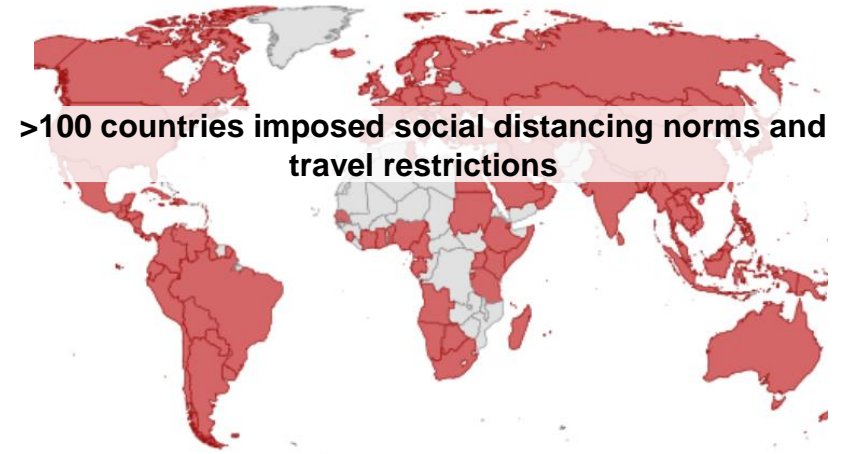 >100 countries imposed social distancing norms and
travel restrictions